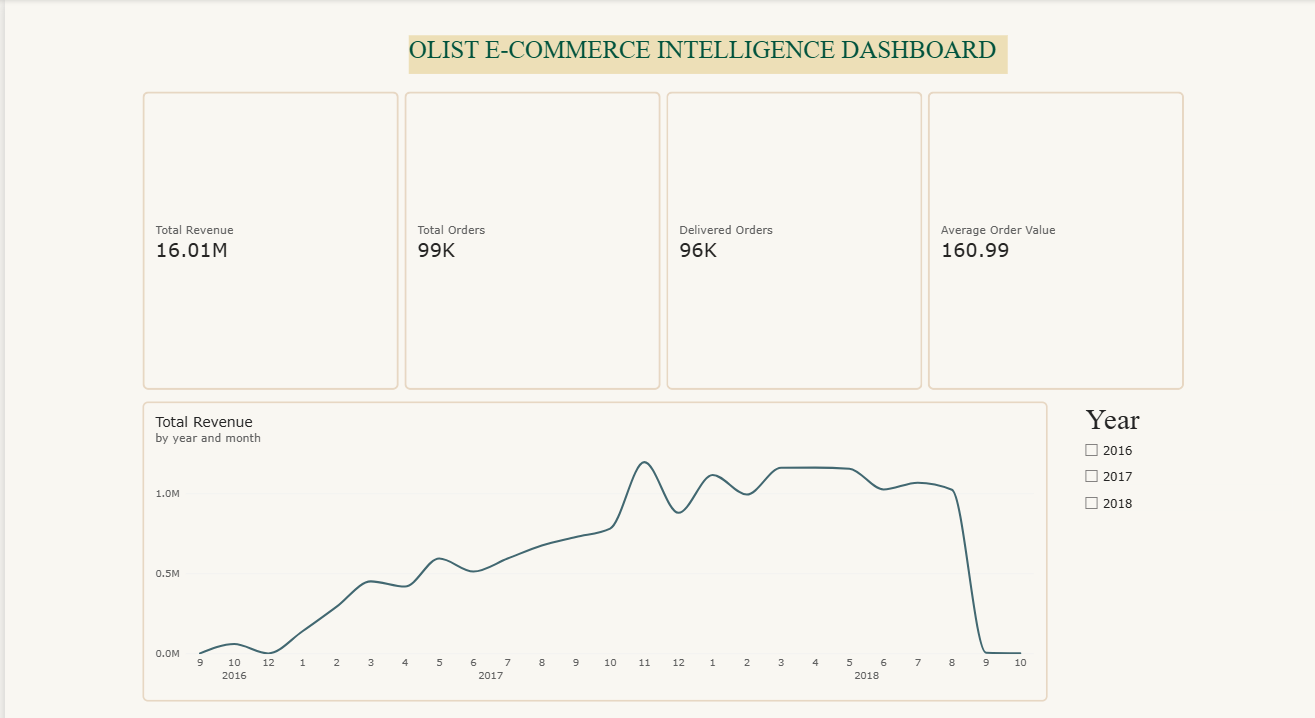 OLIST E-COMMERCE INTELLIGENCE DASHBOARD
Total Revenue
16.01M
Total Orders
99K
Delivered Orders
96K
Average Order Value
160.99
Total Revenue
by year and month
1.0M
0.5M
0.0M
9 10 12 1 2 3 4 5 6 7 8 9 10 11 12 1 2 3 4 5 6 7 8 9 10
2016 2017 2018
Year
2016
2017
2018